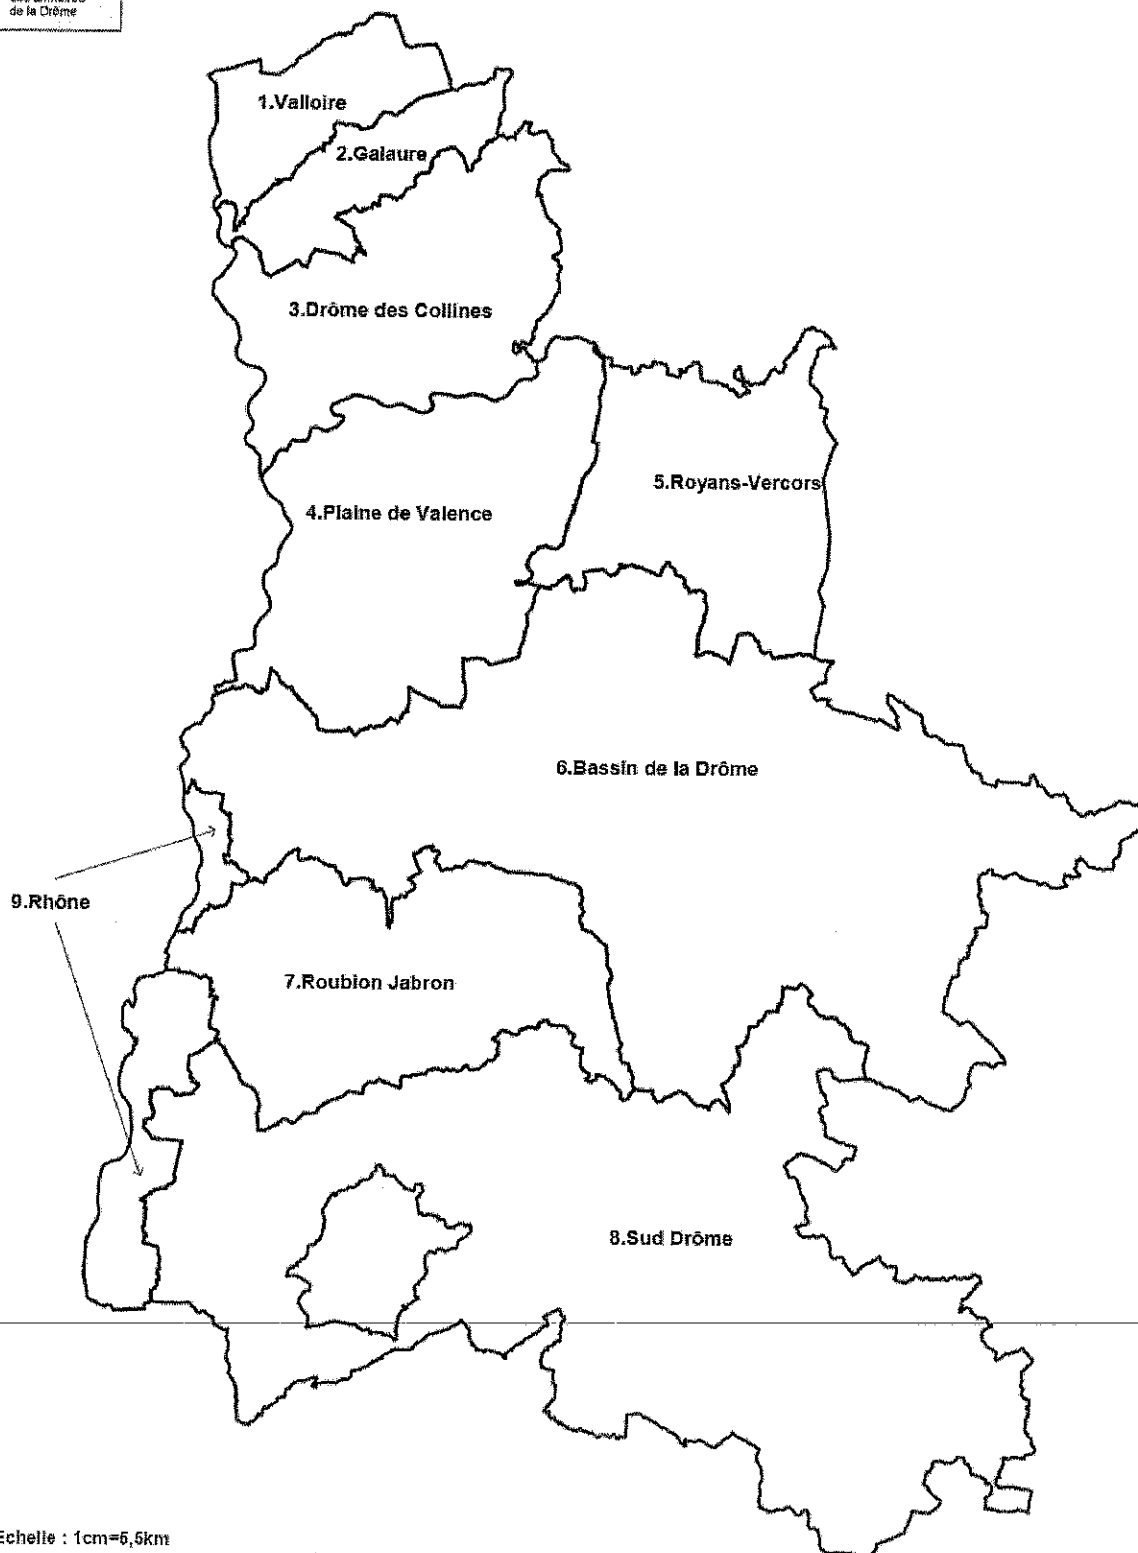 de la Drôme
1.Valloire
2.Galaure
3.Drôme des Collines
4.Plaine de Valence
5.Royans-Vercors
6.Bassin de la Drôme
9.Rhône
7.Roubion Jabron
8.Sud Drôme
Echelle : 1cm=5,5km